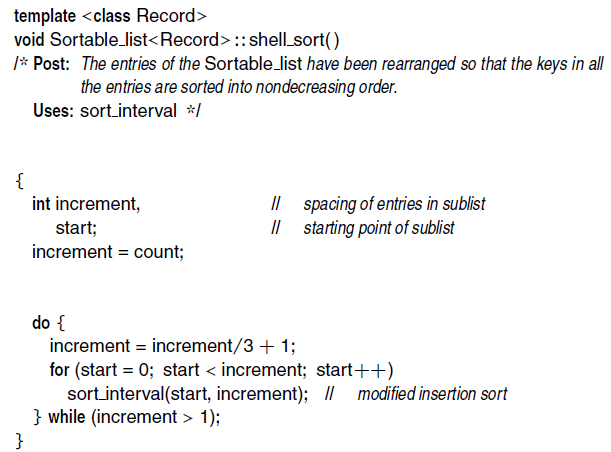 template <class Record>
void Sortable_list<Record> :: shell_sort( )
/* Post: The entries of the Sortable_list have been rearranged so that the keys in all
the entries are sorted into nondecreasing order.
Uses: sort_interval */
{
int increment, // spacing of entries in sublist
start; // starting point of sublist
increment = count;
do {
increment = increment/3 + 1;
for (start = 0; start < increment; start++)
sort_interval(start, increment); // modified insertion sort
} while (increment > 1);
}